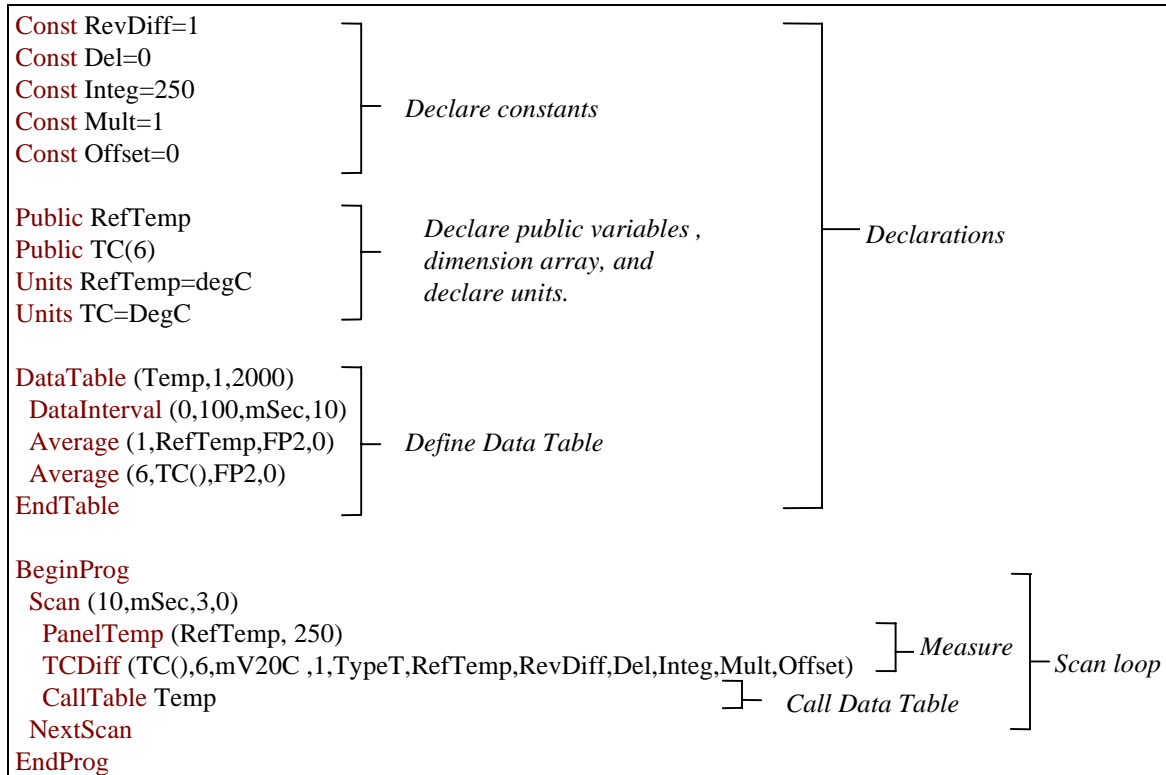 Const RevDiff=1
Const Del=0
Const Integ=250
Const Mult=1
Const Offset=0
Declare constants
Public RefTemp
Public TC(6)
Units RefTemp=degC
Units TC=DegC
Declare public variables ,
dimension array, and
declare units.
Declarations
DataTable (Temp,1,2000)
DataInterval (0,100,mSec,10)
Average (1,RefTemp,FP2,0)
Average (6,TC(),FP2,0)
EndTable
Define Data Table
BeginProg
Scan (10,mSec,3,0)
PanelTemp (RefTemp, 250)
TCDiff (TC(),6,mV20C ,1,TypeT,RefTemp,RevDiff,Del,Integ,Mult,Offset)
Measure
Scan loop
CallTable Temp
Call Data Table
NextScan
EndProg